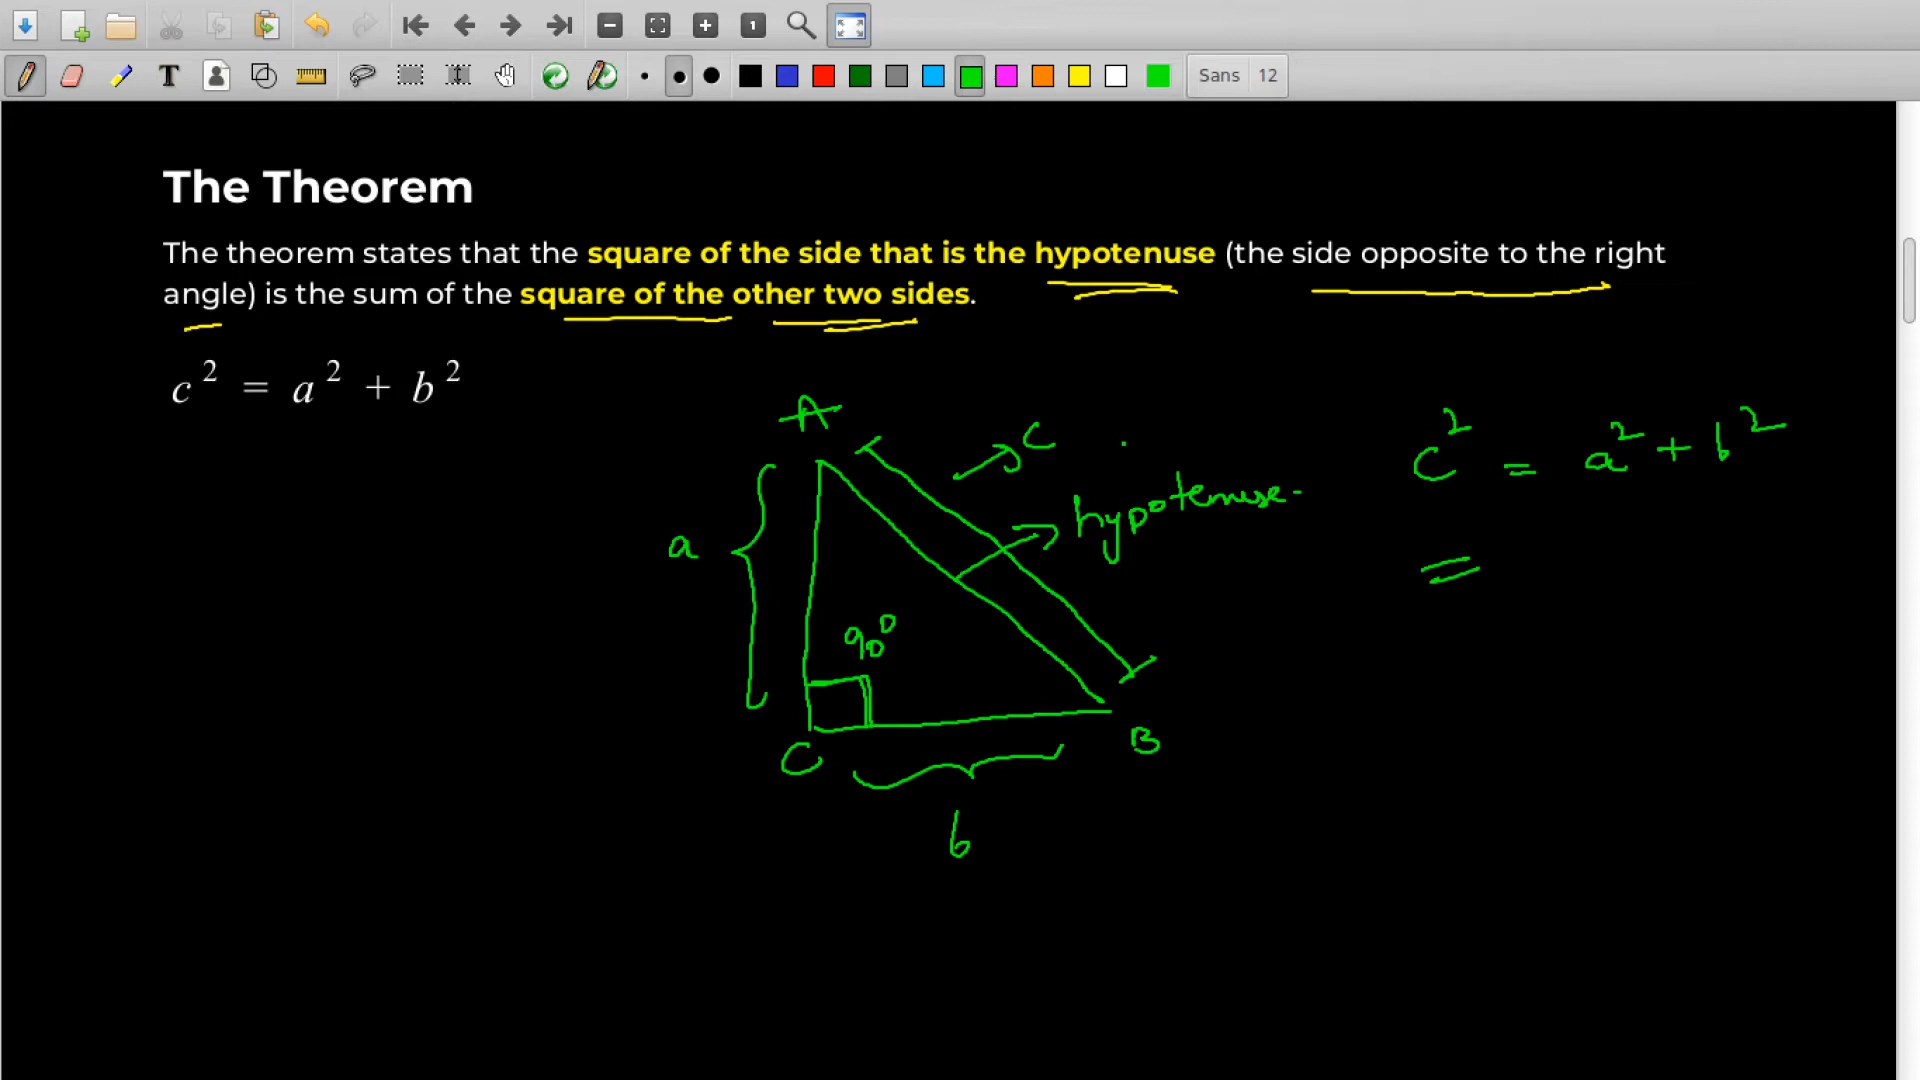 1
T
Sans 12
The Theorem
The theorem states that the square of the side that is the hypotenuse (the side opposite to the right
angle) is the sum of the square of the other two sides.
c² = a² + b²
A
C
hypotenuse
c² = a² + b²
=
a
90°
C
B
b